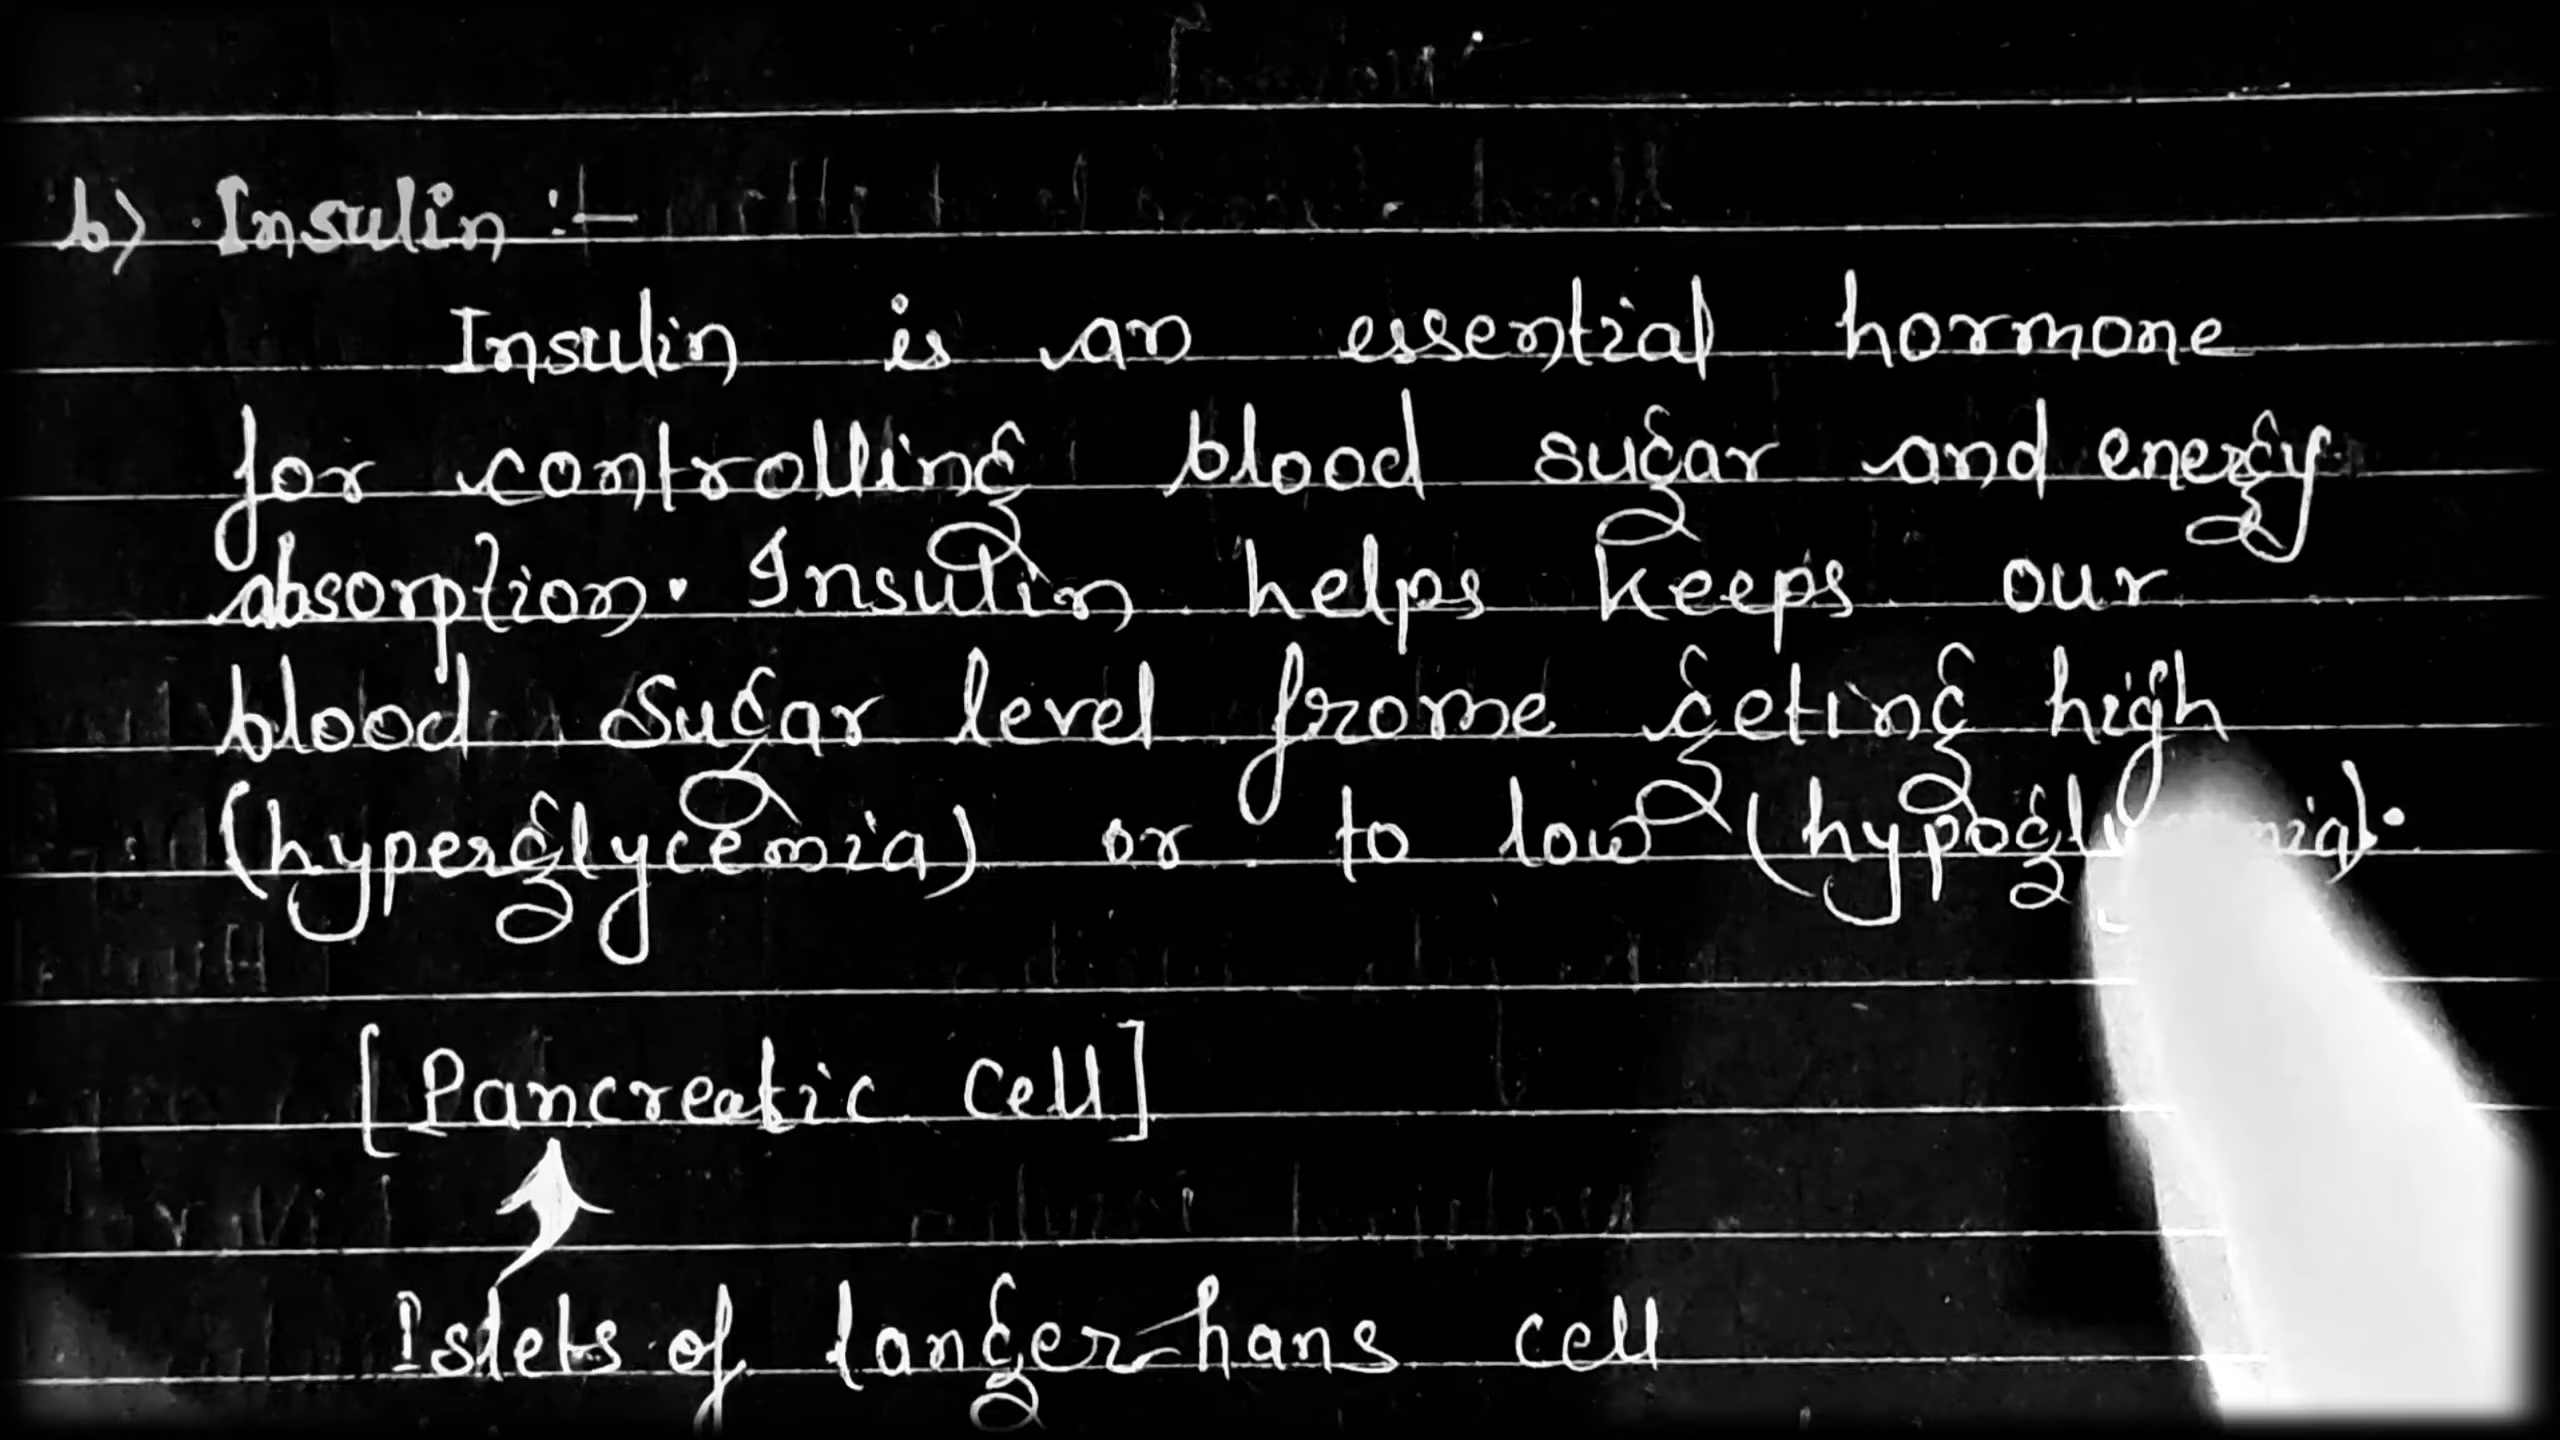 b) Insulin :-
Insulin is an essential hormone
for controlling blood sugar and energy
absorption. Insulin helps keeps our
blood sugar level frome geting high
(hyperglycemia) or to low
[Pancreatic cell]
Islets of langerhans cell